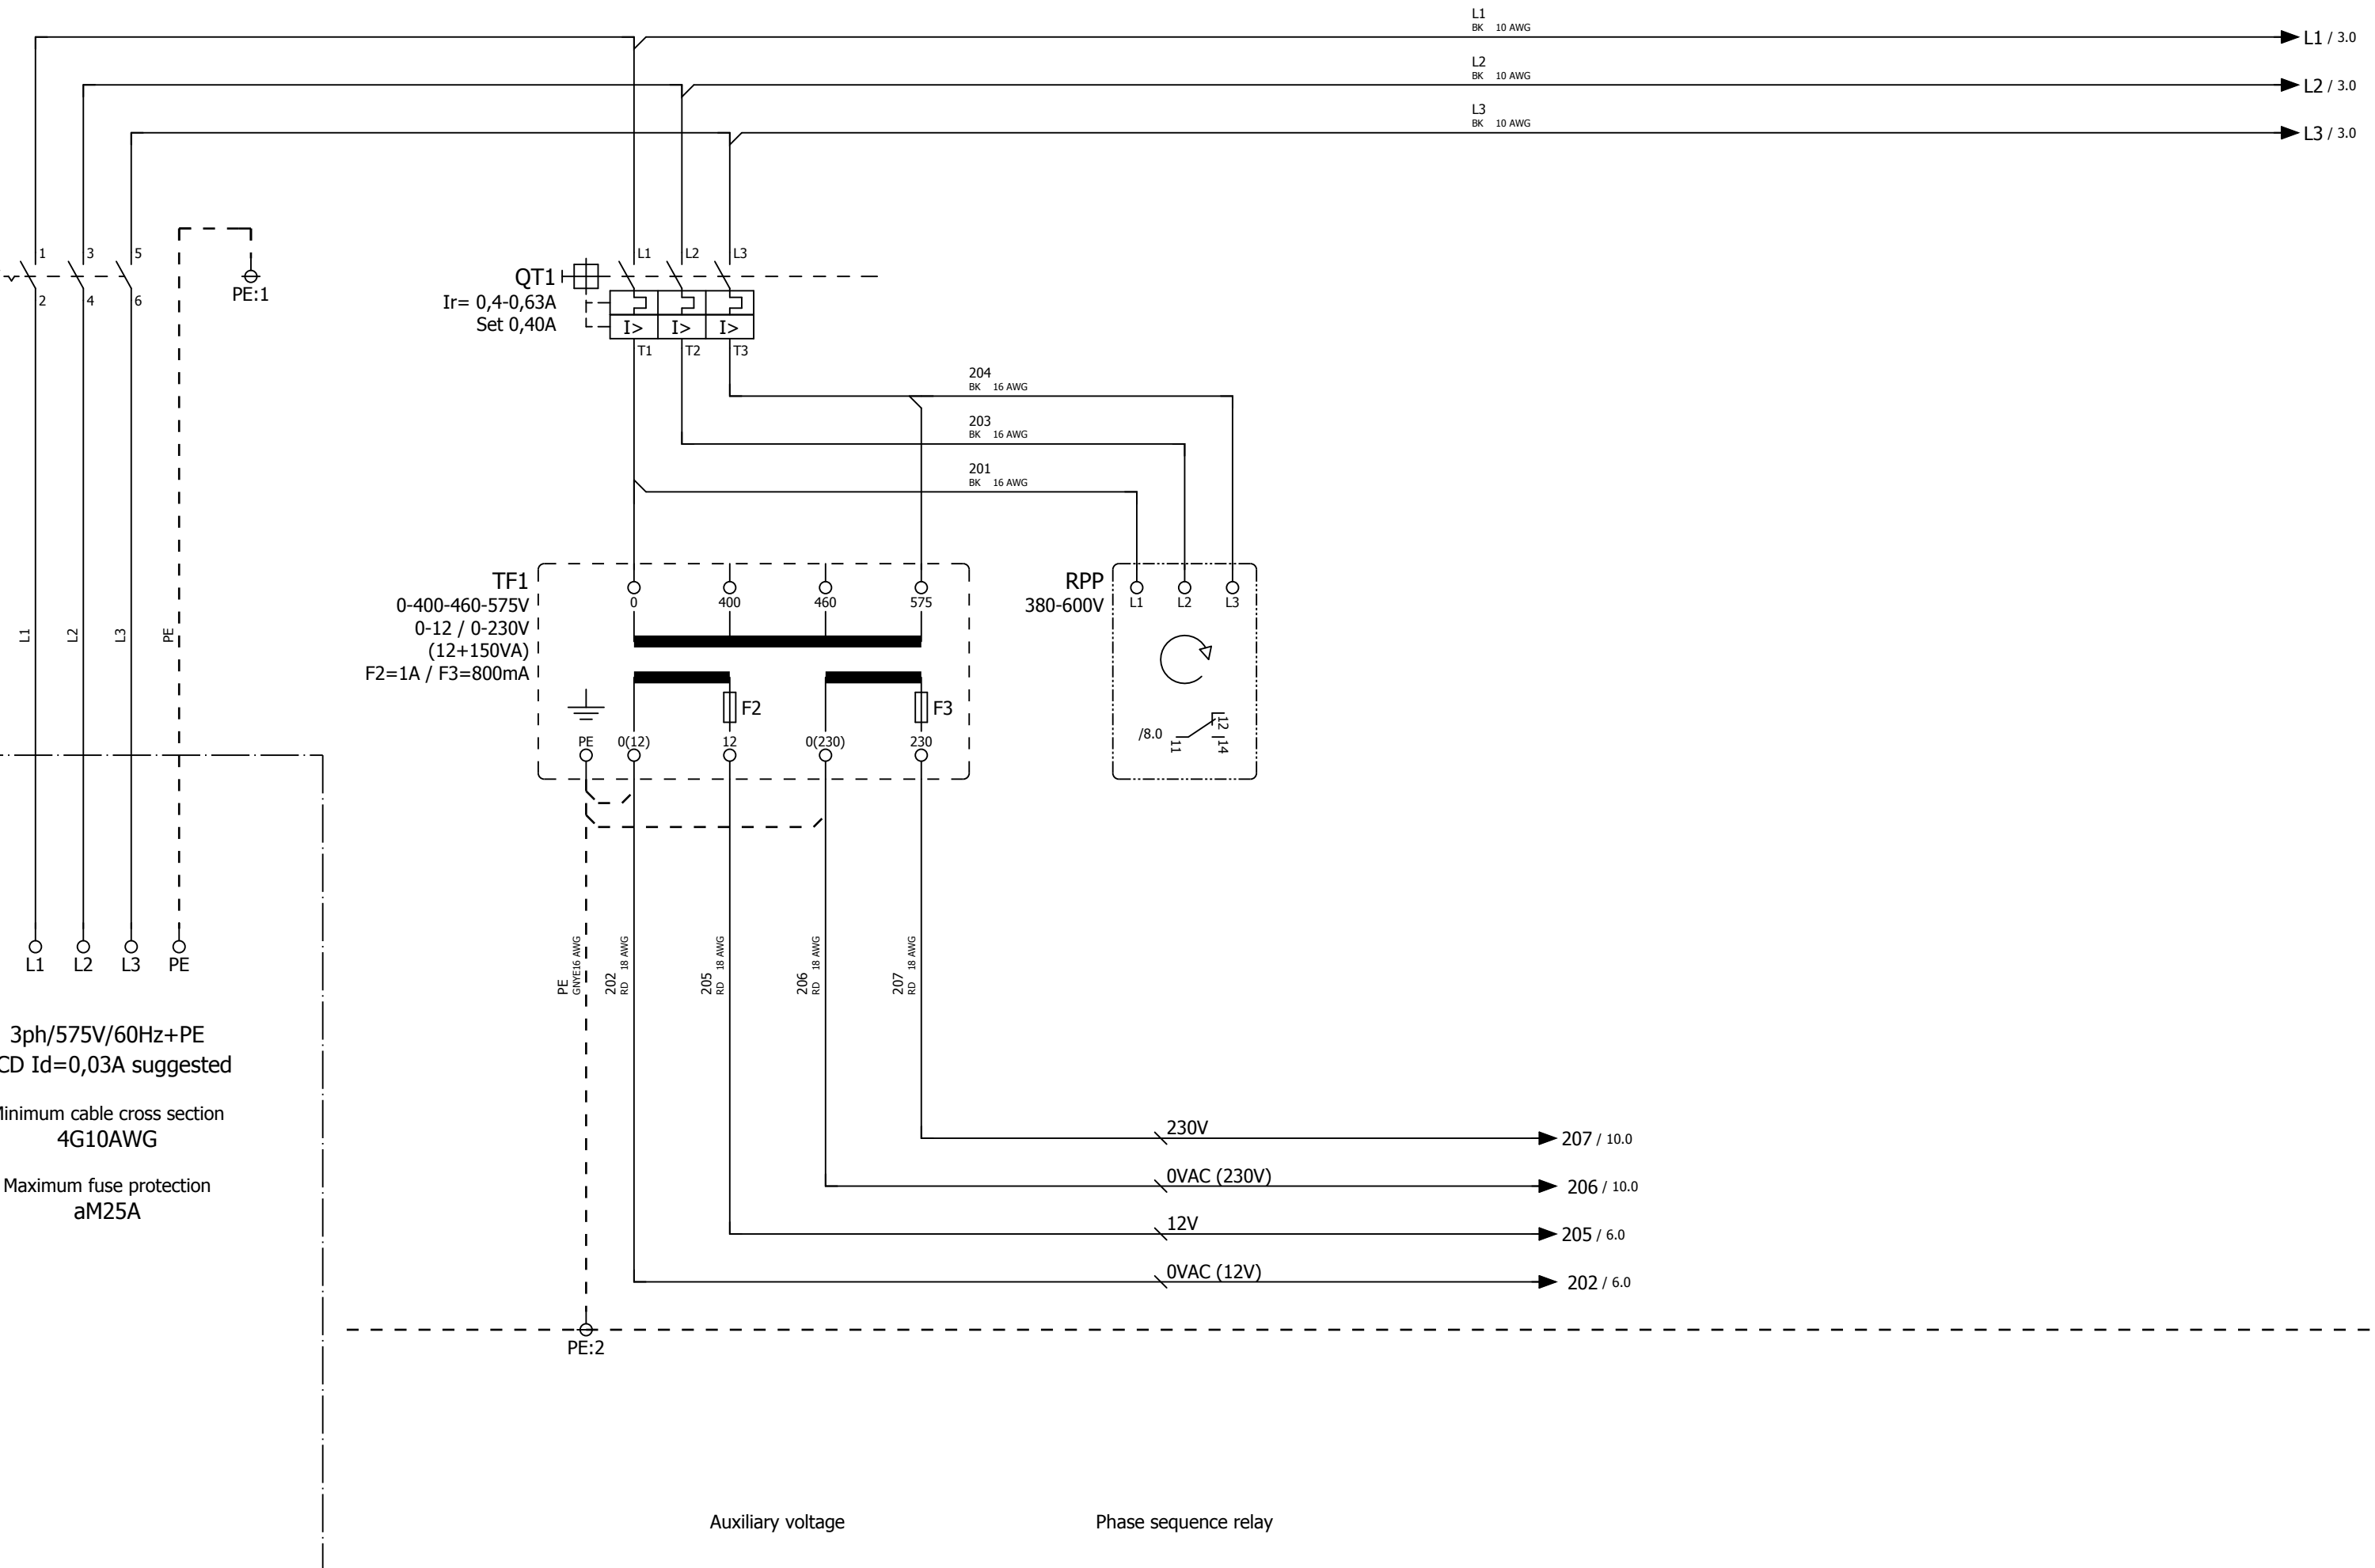 L1
BK 10 AWG
L1 / 3.0
L2
BK 10 AWG
L2 / 3.0
L3
BK 10 AWG
L3 / 3.0
1
3
5
2
4
6
PE:1
L1
L2
L3
QT1
Ir= 0,4-0,63A
Set 0,40A
I>
I>
I>
T1
T2
T3
204
BK 16 AWG
203
BK 16 AWG
201
BK 16 AWG
TF1
0-400-460-575V
0-12 / 0-230V
(12+150VA)
F2=1A / F3=800mA
0
400
460
575
F2
F3
PE
0(12)
12
0(230)
230
RPP
380-600V
L1
L2
L3
/8.0
11
12
14
L1
L2
L3
PE
L1
L2
L3
PE
PE
GNYE16 AWG
202
RD 18 AWG
205
RD 18 AWG
206
RD 18 AWG
207
RD 18 AWG
3ph/575V/60Hz+PE
CD Id=0,03A suggested
Minimum cable cross section
4G10AWG
Maximum fuse protection
aM25A
230V
207 / 10.0
0VAC (230V)
206 / 10.0
12V
205 / 6.0
0VAC (12V)
202 / 6.0
PE:2
Auxiliary voltage
Phase sequence relay